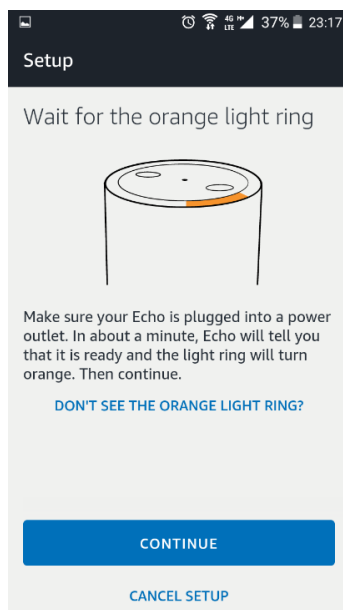 4G H+ LTE 37% 23:17
Setup
Wait for the orange light ring
Make sure your Echo is plugged into a power
outlet. In about a minute, Echo will tell you
that it is ready and the light ring will turn
orange. Then continue.
DON'T SEE THE ORANGE LIGHT RING?
CONTINUE
CANCEL SETUP